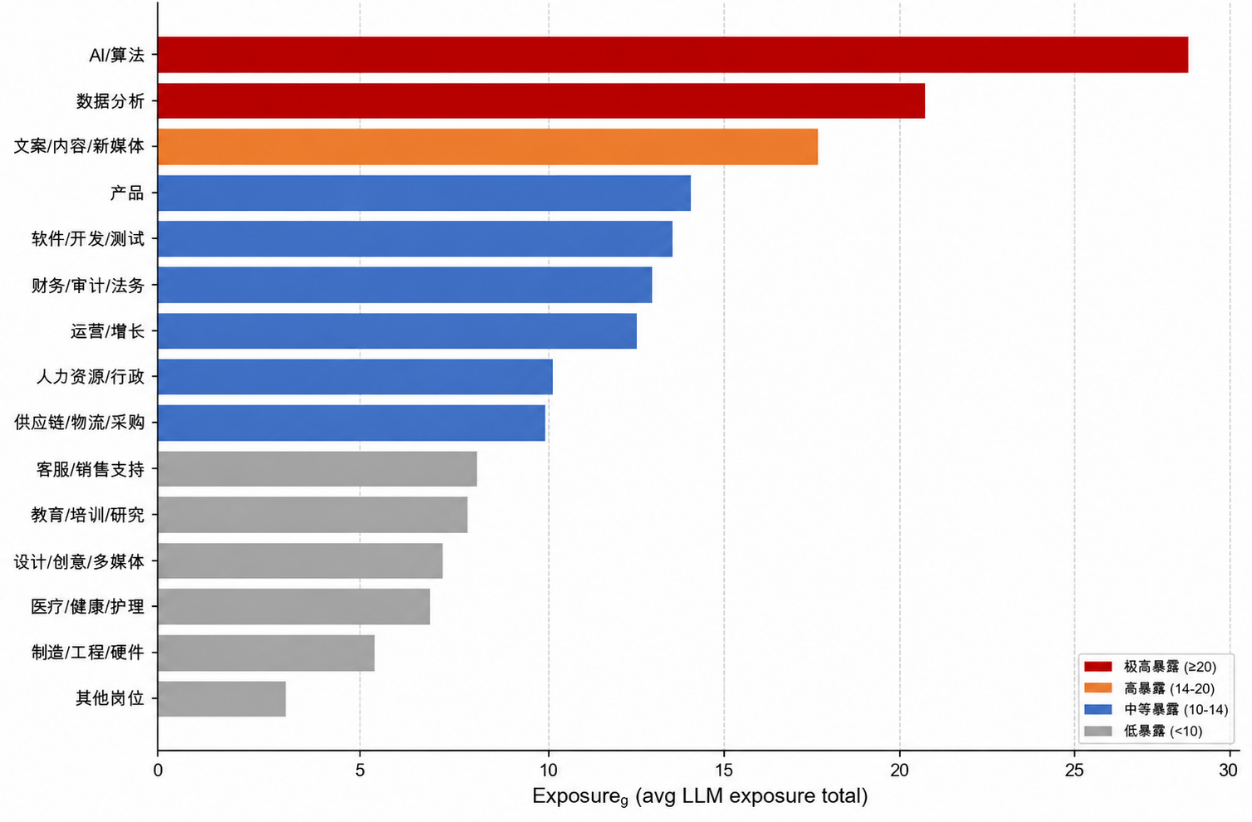 AI/算法
数据分析
文案/内容/新媒体
产品
软件/开发/测试
财务/审计/法务
运营/增长
人力资源/行政
供应链/物流/采购
客服/销售支持
教育/培训/研究
设计/创意/多媒体
医疗/健康/护理
制造/工程/硬件
其他岗位
极高暴露 (≥20)
高暴露 (14-20)
中等暴露 (10-14)
低暴露 (<10)
0 5 10 15 20 25 30
Exposureg (avg LLM exposure total)